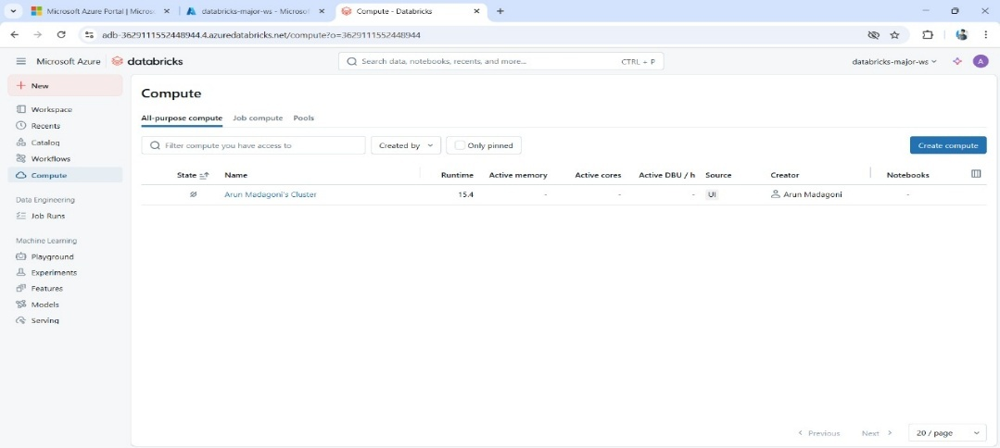 Microsoft Azure Portal | Micros
databricks-major-ws - Microsof
Compute - Databricks
adb-3629111552448944.4.azuredatabricks.net/compute?o=3629111552448944
Microsoft Azure databricks
Search data, notebooks, recents, and more... CTRL + P
databricks-major-ws A
New
Workspace
Recents
Catalog
Workflows
Compute
Data Engineering
Job Runs
Machine Learning
Playground
Experiments
Features
Models
Serving
Compute
All-purpose compute Job compute Pools
Filter compute you have access to Created by Only pinned Create compute
State Name Runtime Active memory Active cores Active DBU / h Source Creator Notebooks
Arun Madagoni's Cluster 15.4 - - - UI Arun Madagoni -
Previous Next 20 / page